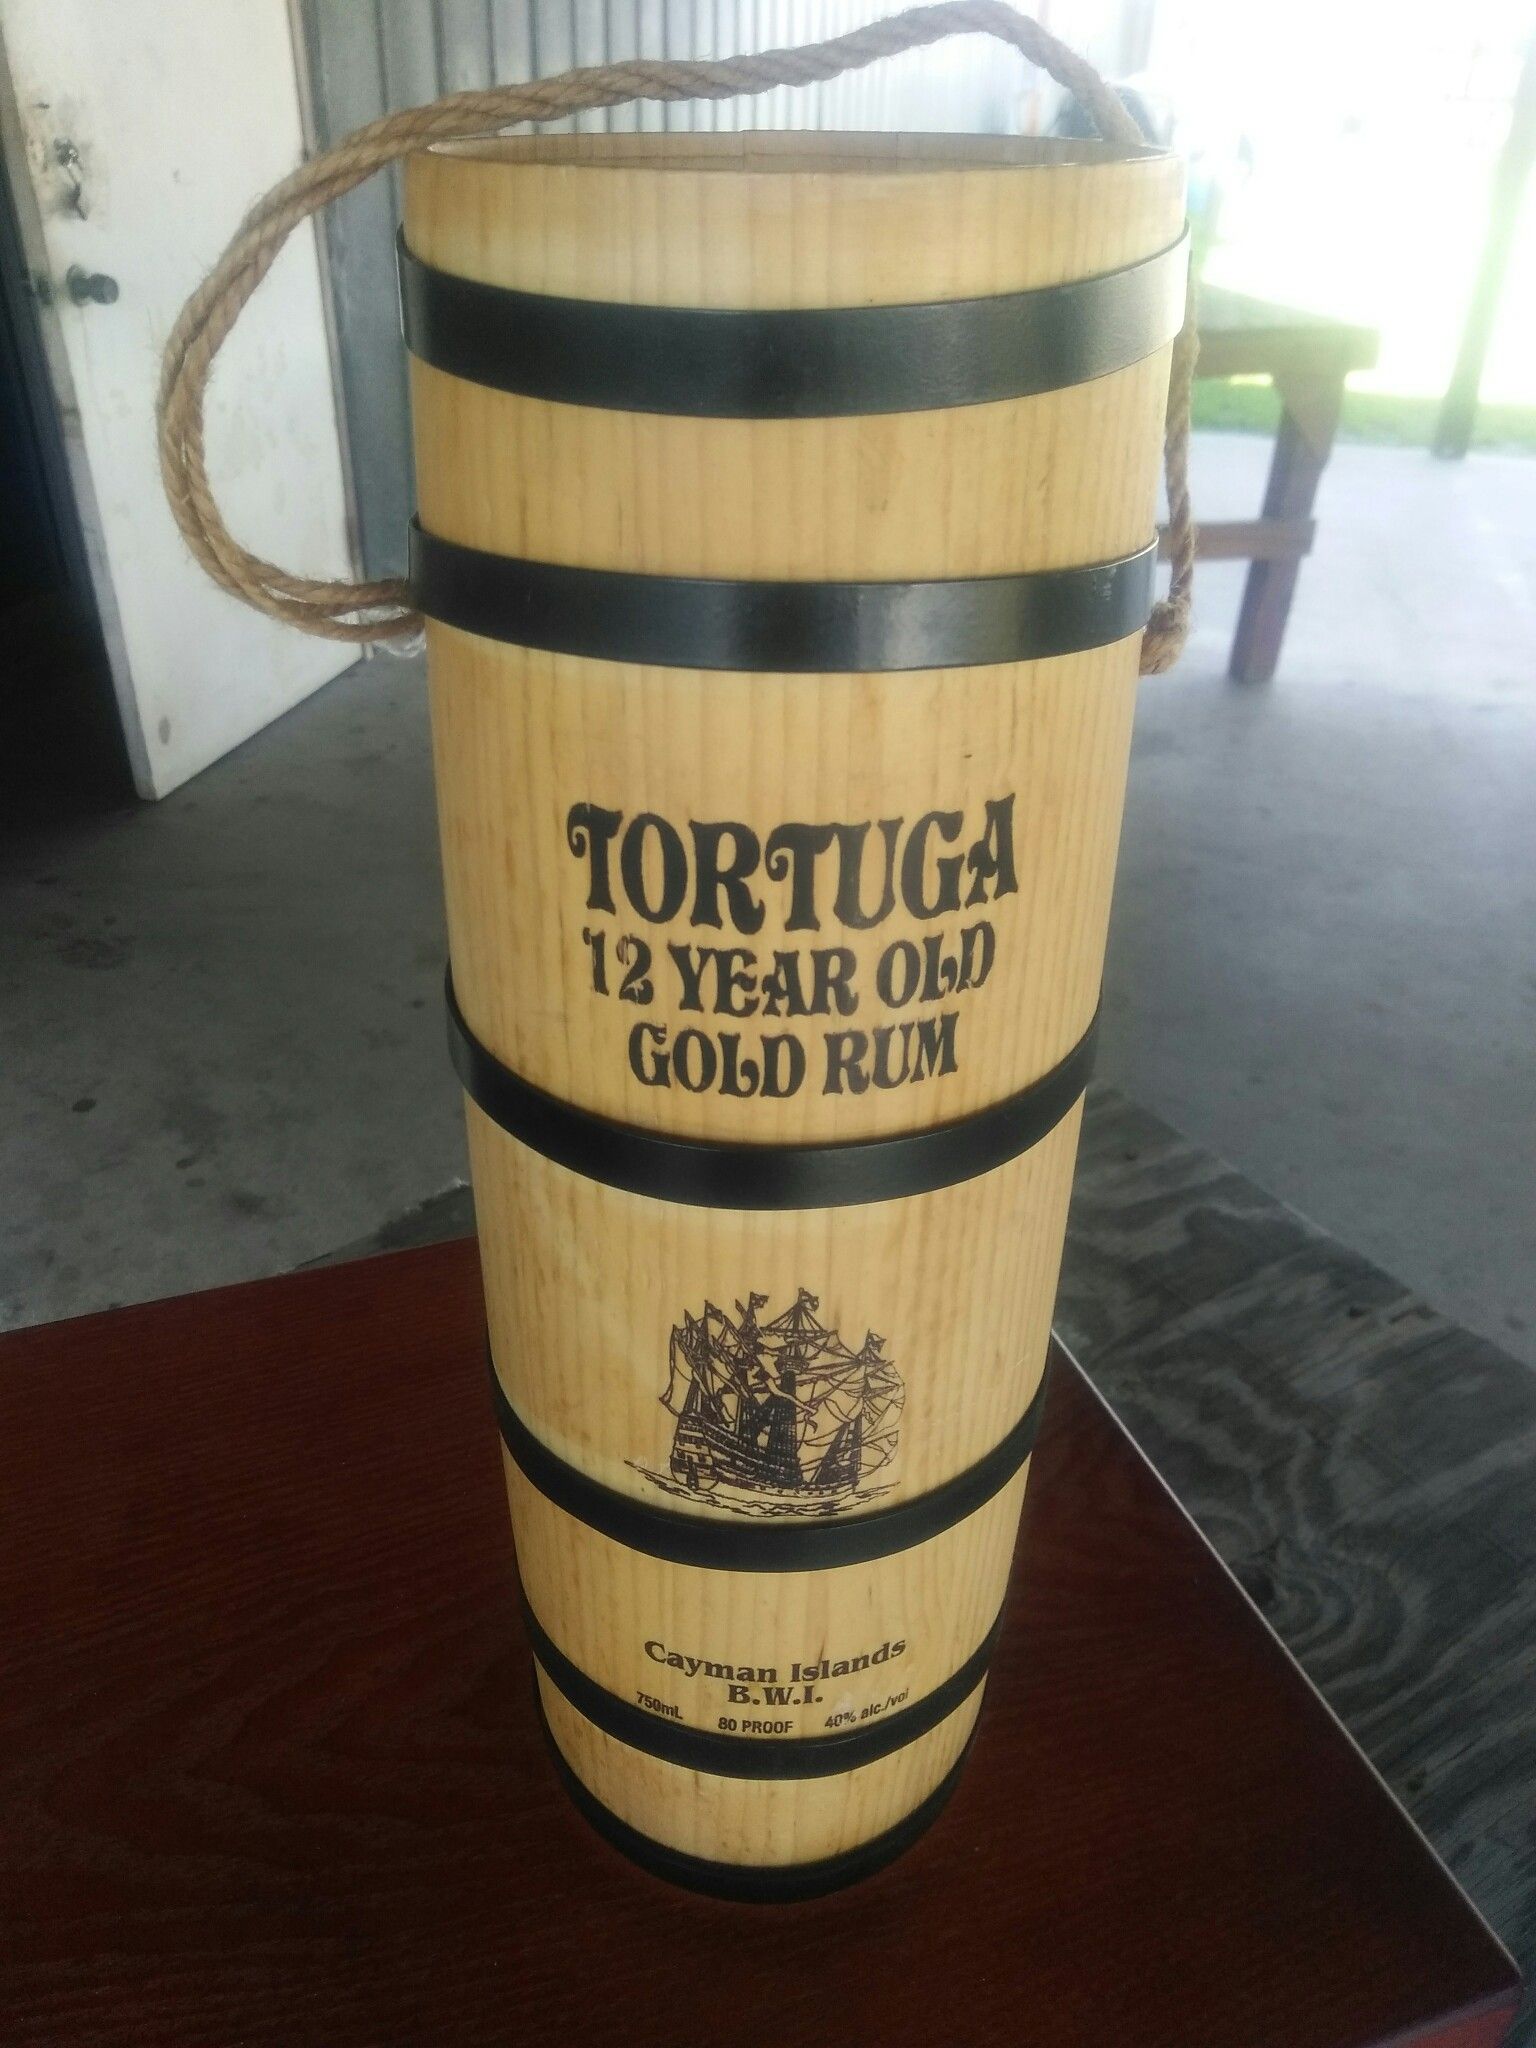 TORTUGA
12 YEAR OLD
GOLD RUM
Cayman Islands
B.W.I.
750mL 80 PROOF 40% alc./vol